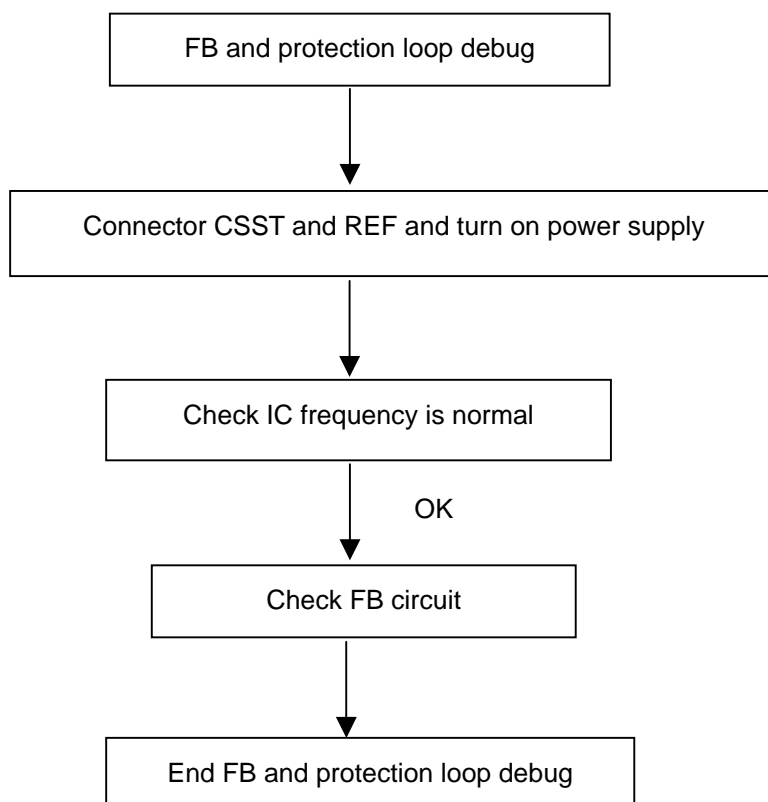 FB and protection loop debug
Connector CSST and REF and turn on power supply
Check IC frequency is normal
OK
Check FB circuit
End FB and protection loop debug